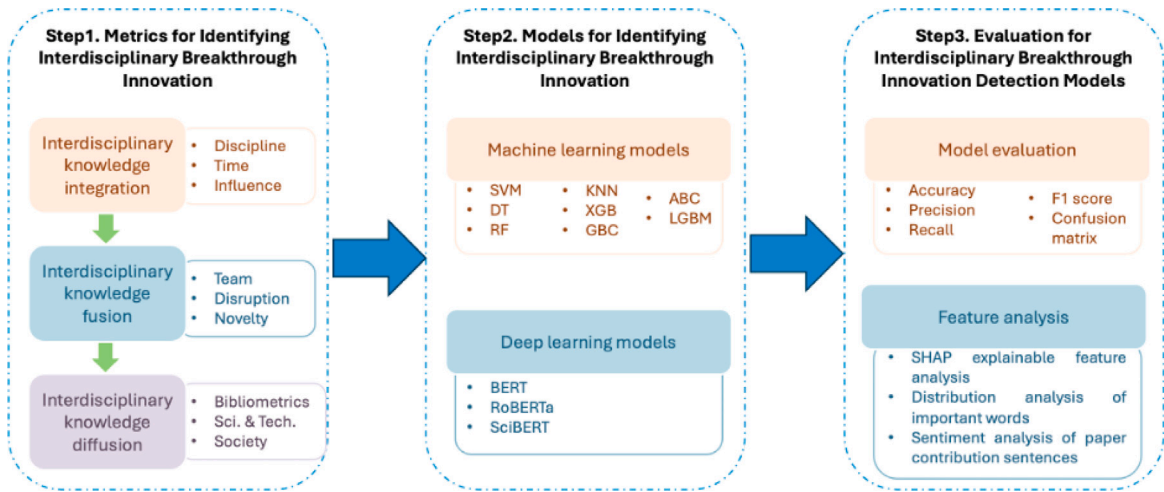 Step1. Metrics for Identifying
Interdisciplinary Breakthrough
Innovation
Interdisciplinary
knowledge
integration
• Discipline
• Time
• Influence
Interdisciplinary
knowledge
fusion
• Team
• Disruption
• Novelty
Interdisciplinary
knowledge
diffusion
• Bibliometrics
• Sci. & Tech.
• Society
Step2. Models for Identifying
Interdisciplinary Breakthrough
Innovation
Machine learning models
• SVM
• DT
• RF
• KNN
• XGB
• GBC
• ABC
• LGBM
Deep learning models
• BERT
• RoBERTa
• SciBERT
Step3. Evaluation for
Interdisciplinary Breakthrough
Innovation Detection Models
Model evaluation
• Accuracy
• Precision
• Recall
• F1 score
• Confusion
matrix
Feature analysis
• SHAP explainable feature
analysis
• Distribution analysis of
important words
• Sentiment analysis of paper
contribution sentences